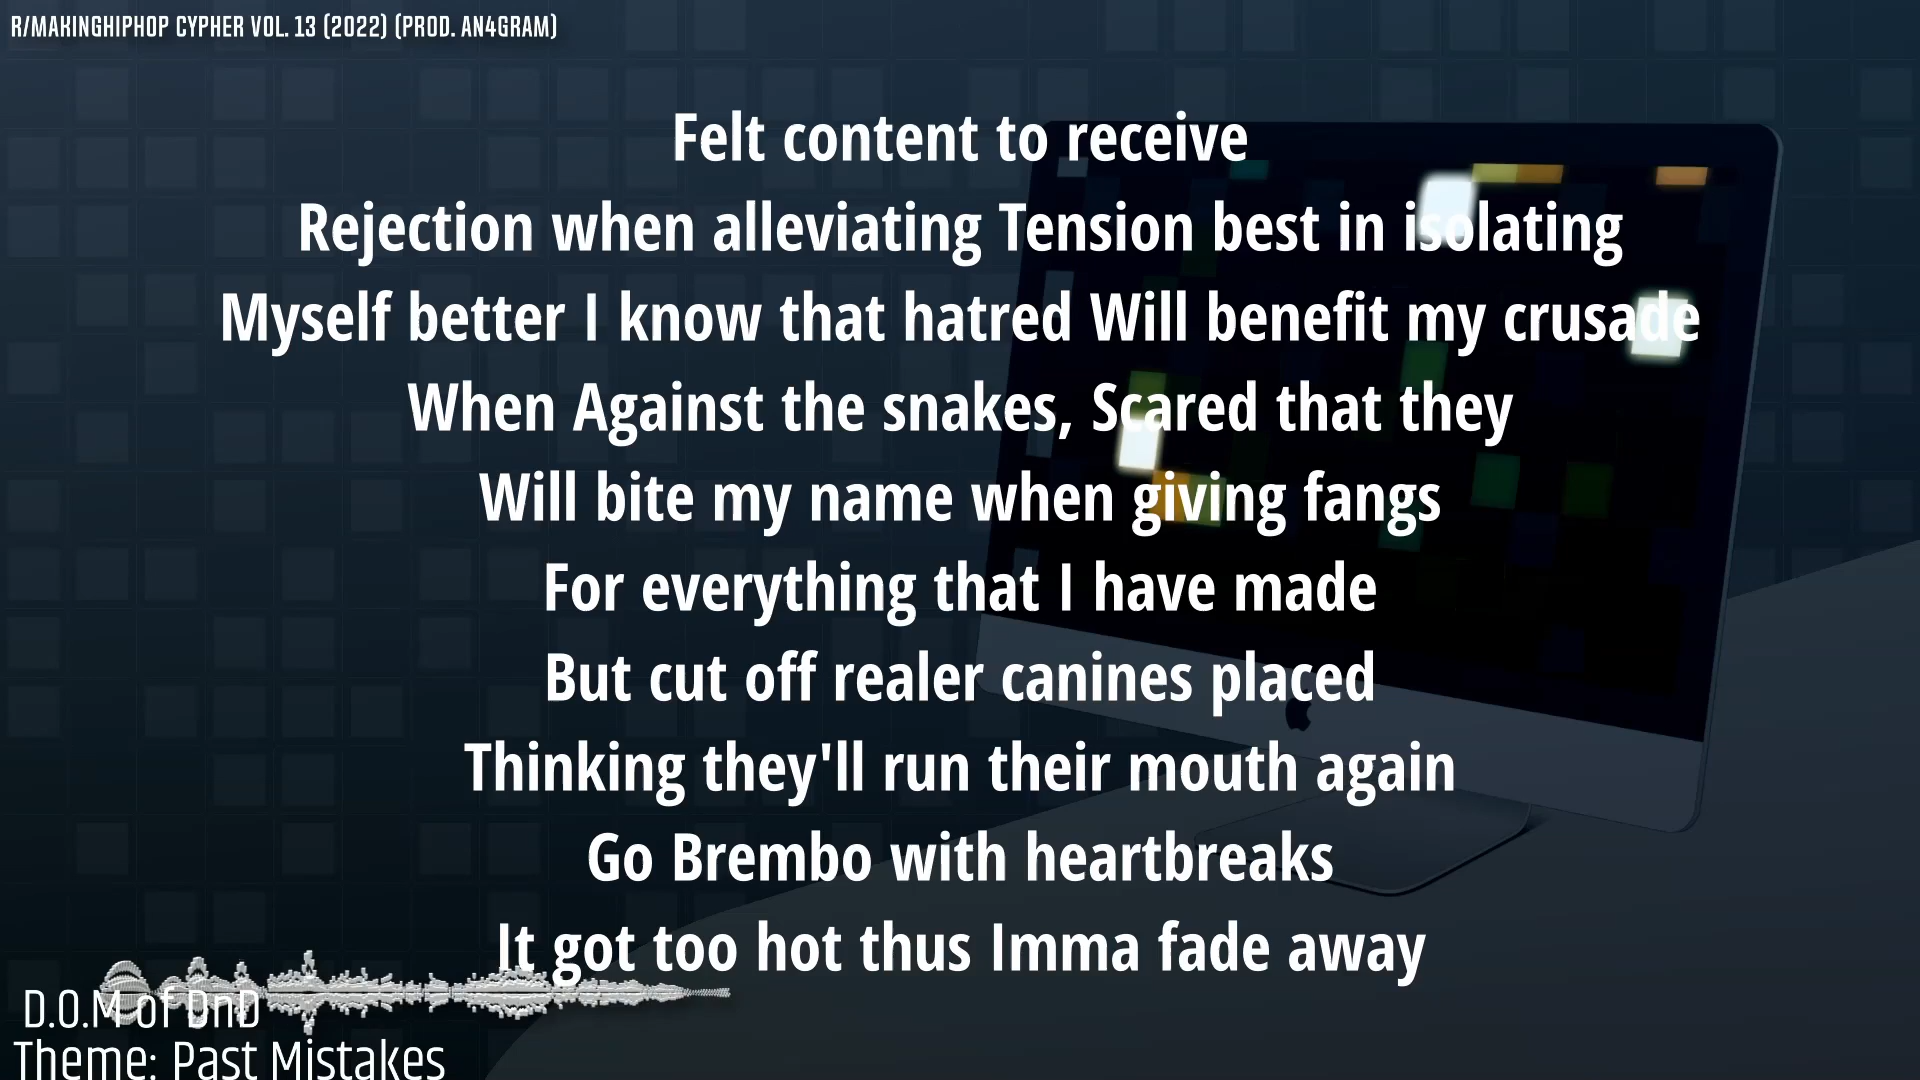 R/MAKINGHIPHOP CYPHER VOL. 13 (2022) (PROD. AN4GRAM)
Felt content to receive
Rejection when alleviating Tension best in isolating
Myself better I know that hatred Will benefit my crusade
When Against the snakes, Scared that they
Will bite my name when giving fangs
For everything that I have made
But cut off realer canines placed
Thinking they'll run their mouth again
Go Brembo with heartbreaks
It got too hot thus Imma fade away
D.O.M of DnD
Theme: Past Mistakes